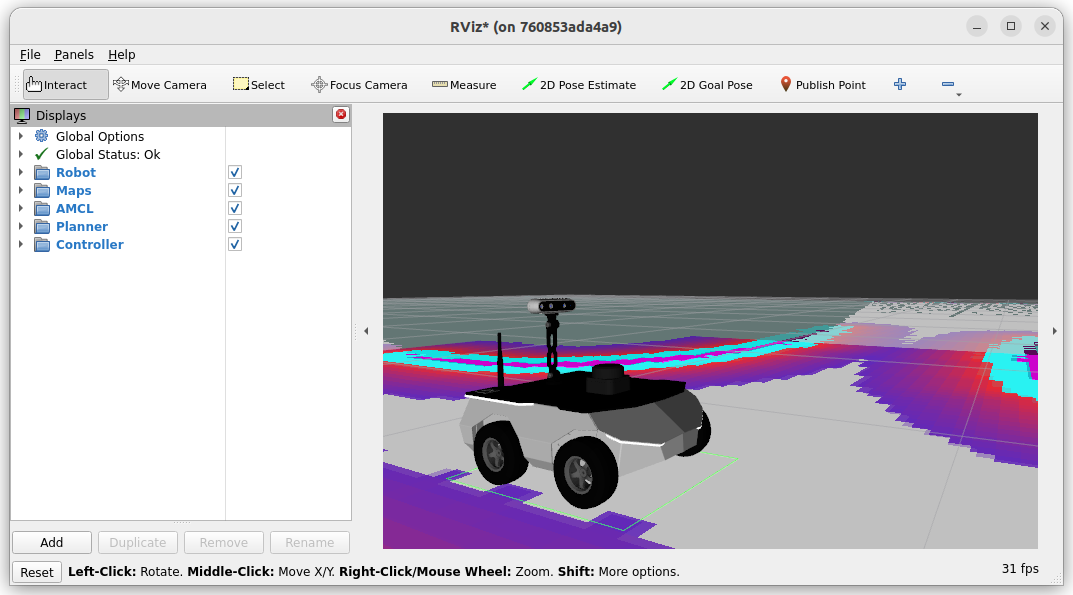 RViz* (on 760853ada4a9)
File Panels Help
Interact Move Camera Select Focus Camera Measure 2D Pose Estimate 2D Goal Pose Publish Point
Displays
Global Options
Global Status: Ok
Robot
Maps
AMCL
Planner
Controller
Add Duplicate Remove Rename
Reset Left-Click: Rotate. Middle-Click: Move X/Y. Right-Click/Mouse Wheel: Zoom. Shift: More options. 31 fps